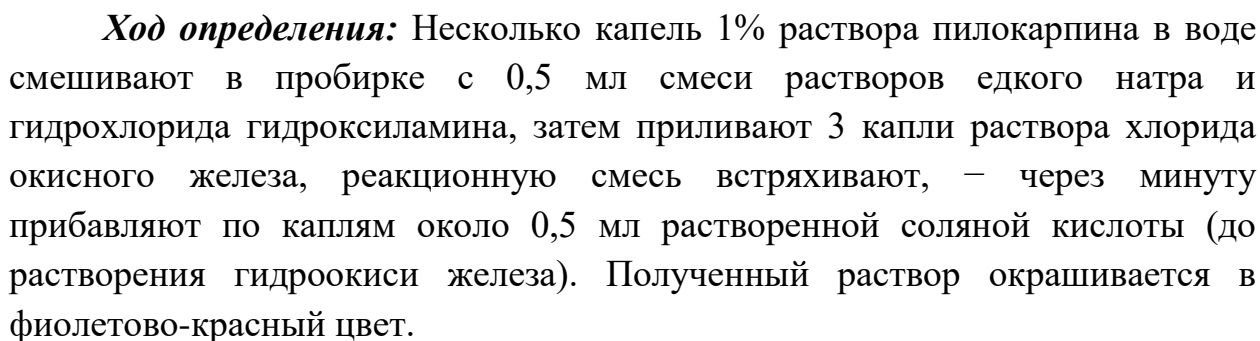 Ход определения: Несколько капель 1% раствора пилокарпина в воде
смешивают в пробирке с 0,5 мл смеси растворов едкого натра и
гидрохлорида гидроксиламина, затем приливают 3 капли раствора хлорида
окисного железа, реакционную смесь встряхивают, − через минуту
прибавляют по каплям около 0,5 мл растворенной соляной кислоты (до
растворения гидроокиси железа). Полученный раствор окрашивается в
фиолетово-красный цвет.